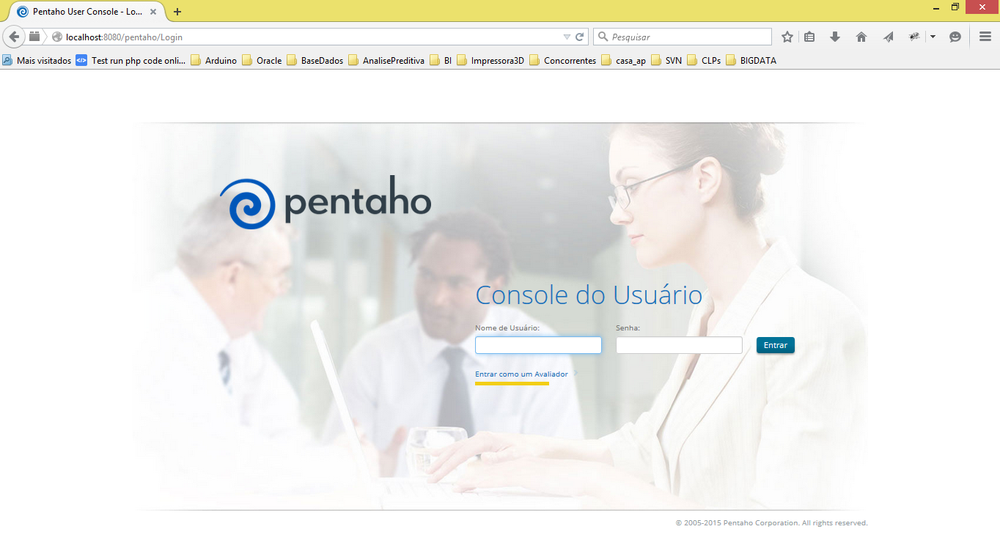 Pentaho User Console - Lo...
localhost:8080/pentaho/Login
Pesquisar
Mais visitados
Test run php code onli...
Arduino
Oracle
BaseDados
AnalisePreditiva
BI
Impressora3D
Concorrentes
casa_ap
SVN
CLPs
BIGDATA
pentaho
Console do Usuário
Nome de Usuário:
Senha:
Entrar
Entrar como um Avaliador
© 2005-2015 Pentaho Corporation. All rights reserved.